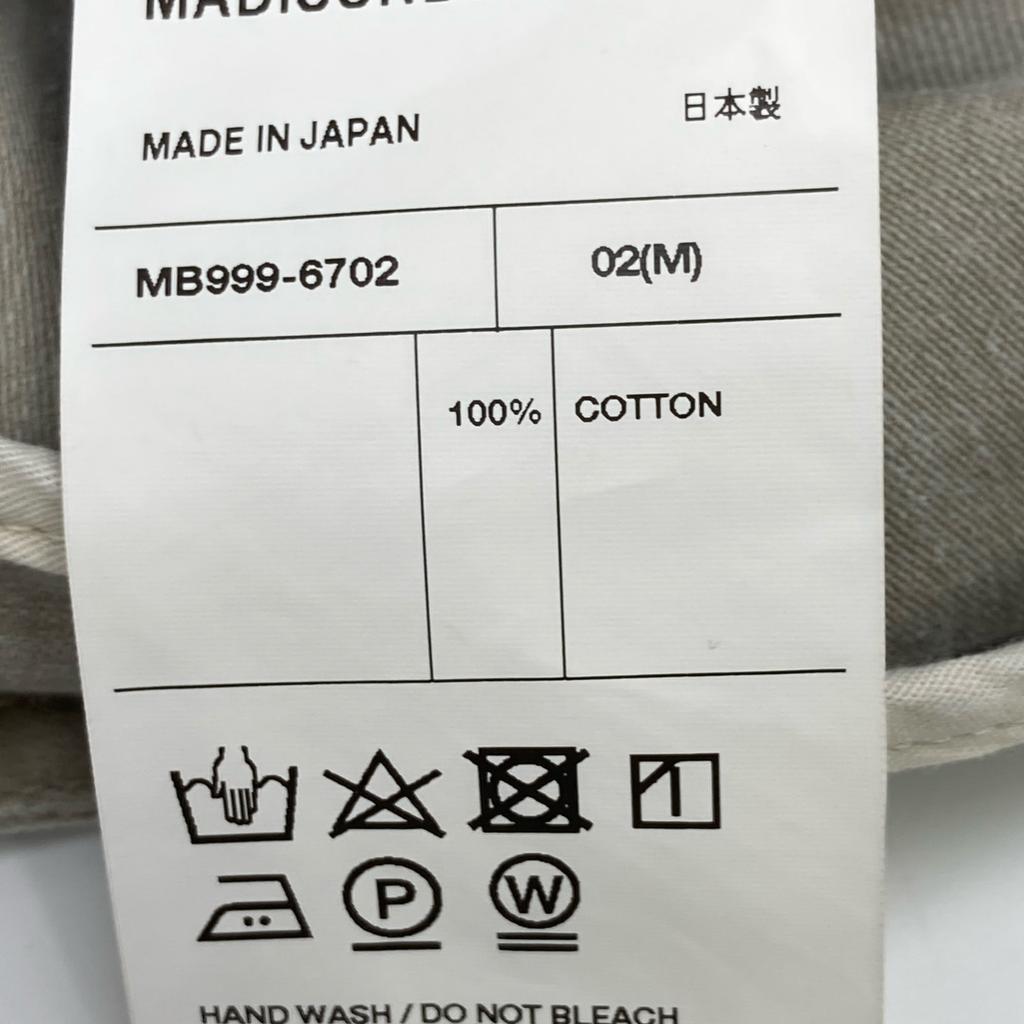 MADE IN JAPAN 日本製
MB999-6702 02(M)
100% COTTON
P W
HAND WASH / DO NOT BLEACH